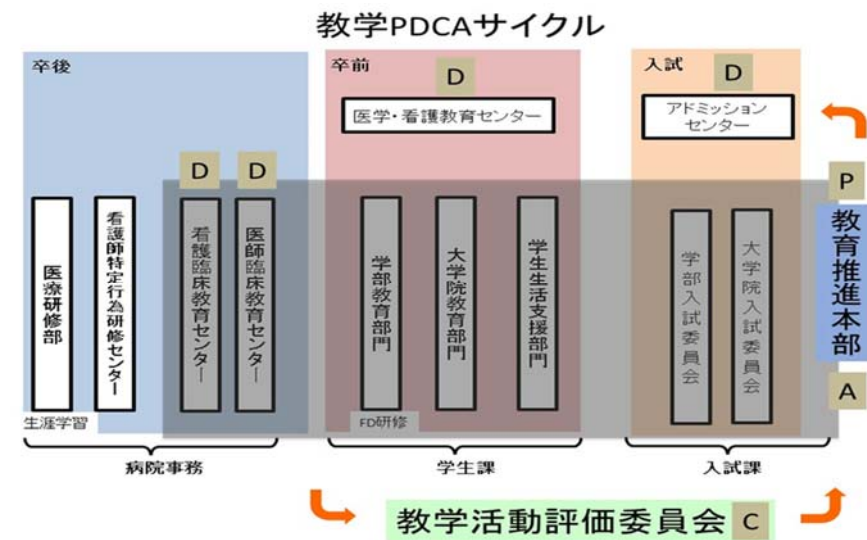 教学PDCAサイクル
卒後
卒前
入試
D
医学・看護教育センター
D
アドミッション
センター
D
D
P
医療研修部
看護師特定行為研修センター
看護臨床教育センター
医師臨床教育センター
学部教育部門
大学院教育部門
学生生活支援部門
学部入試委員会
大学院入試委員会
教育推進本部
A
生涯学習
FD研修
病院事務
学生課
入試課
教学活動評価委員会 C